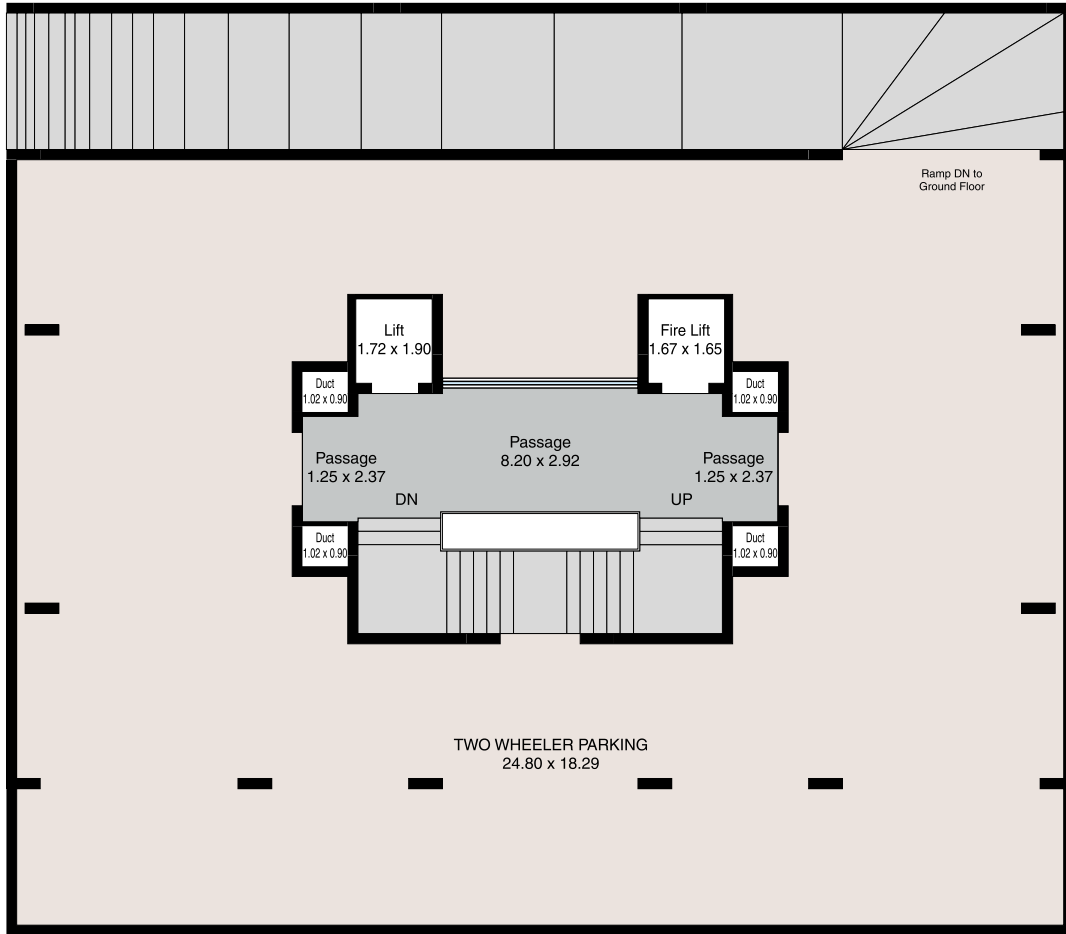 Ramp DN to
Ground Floor
Lift
1.72 x 1.90
Fire Lift
1.67 x 1.65
Duct
1.02 x 0.90
Duct
1.02 x 0.90
Passage
8.20 x 2.92
Passage
1.25 x 2.37
Passage
1.25 x 2.37
DN
UP
Duct
1.02 x 0.90
Duct
1.02 x 0.90
TWO WHEELER PARKING
24.80 x 18.29